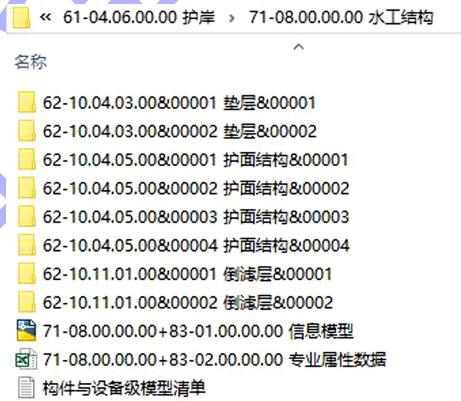 « 61-04.06.00.00 护岸 › 71-08.00.00.00 水工结构
名称
62-10.04.03.00&00001 垫层&00001
62-10.04.03.00&00002 垫层&00002
62-10.04.05.00&00001 护面结构&00001
62-10.04.05.00&00002 护面结构&00002
62-10.04.05.00&00003 护面结构&00003
62-10.04.05.00&00004 护面结构&00004
62-10.11.01.00&00001 倒滤层&00001
62-10.11.01.00&00002 倒滤层&00002
71-08.00.00.00+83-01.00.00.00 信息模型
71-08.00.00.00+83-02.00.00.00 专业属性数据
构件与设备级模型清单